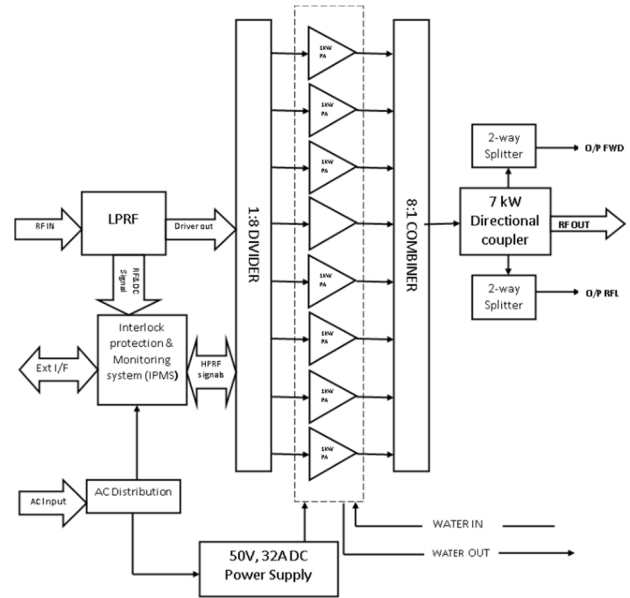 1kW
PA
1kW
PA
1kW
PA
1kW
PA
1kW
PA
1kW
PA
1kW
PA
1:8 DIVIDER
8:1 COMBINER
2-way
Splitter
O/P FWD
LPRF
RF IN
Driver out
7 kW
Directional
coupler
RF OUT
RF&DC
Signal
2-way
Splitter
O/P RFL
Interlock
protection &
Monitoring
system (IPMS)
Ext I/F
HPRF
signals
AC Distribution
AC Input
WATER IN
WATER OUT
50V, 32A DC
Power Supply